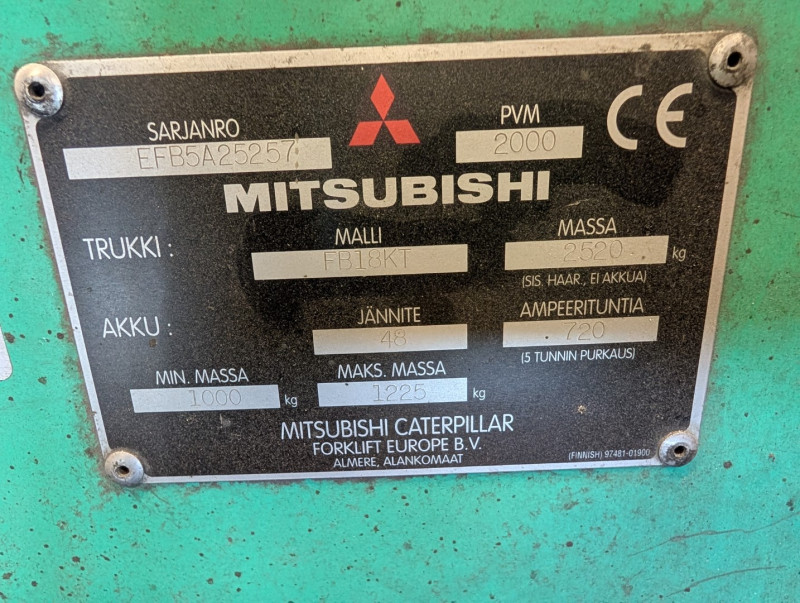 SARJANRO
EFB5A25257
PVM
2000
CE
MITSUBISHI
TRUKKI :
MALLI
FB18KT
MASSA
2520 kg
(SIS. HAAR., EI AKKUA)
AKKU :
JÄNNITE
48
AMPEERITUNTIA
720
(5 TUNNIN PURKAUS)
MIN. MASSA
1000 kg
MAKS. MASSA
1225 kg
MITSUBISHI CATERPILLAR
FORKLIFT EUROPE B.V.
ALMERE, ALANKOMAAT
(FINNISH) 97481-01900